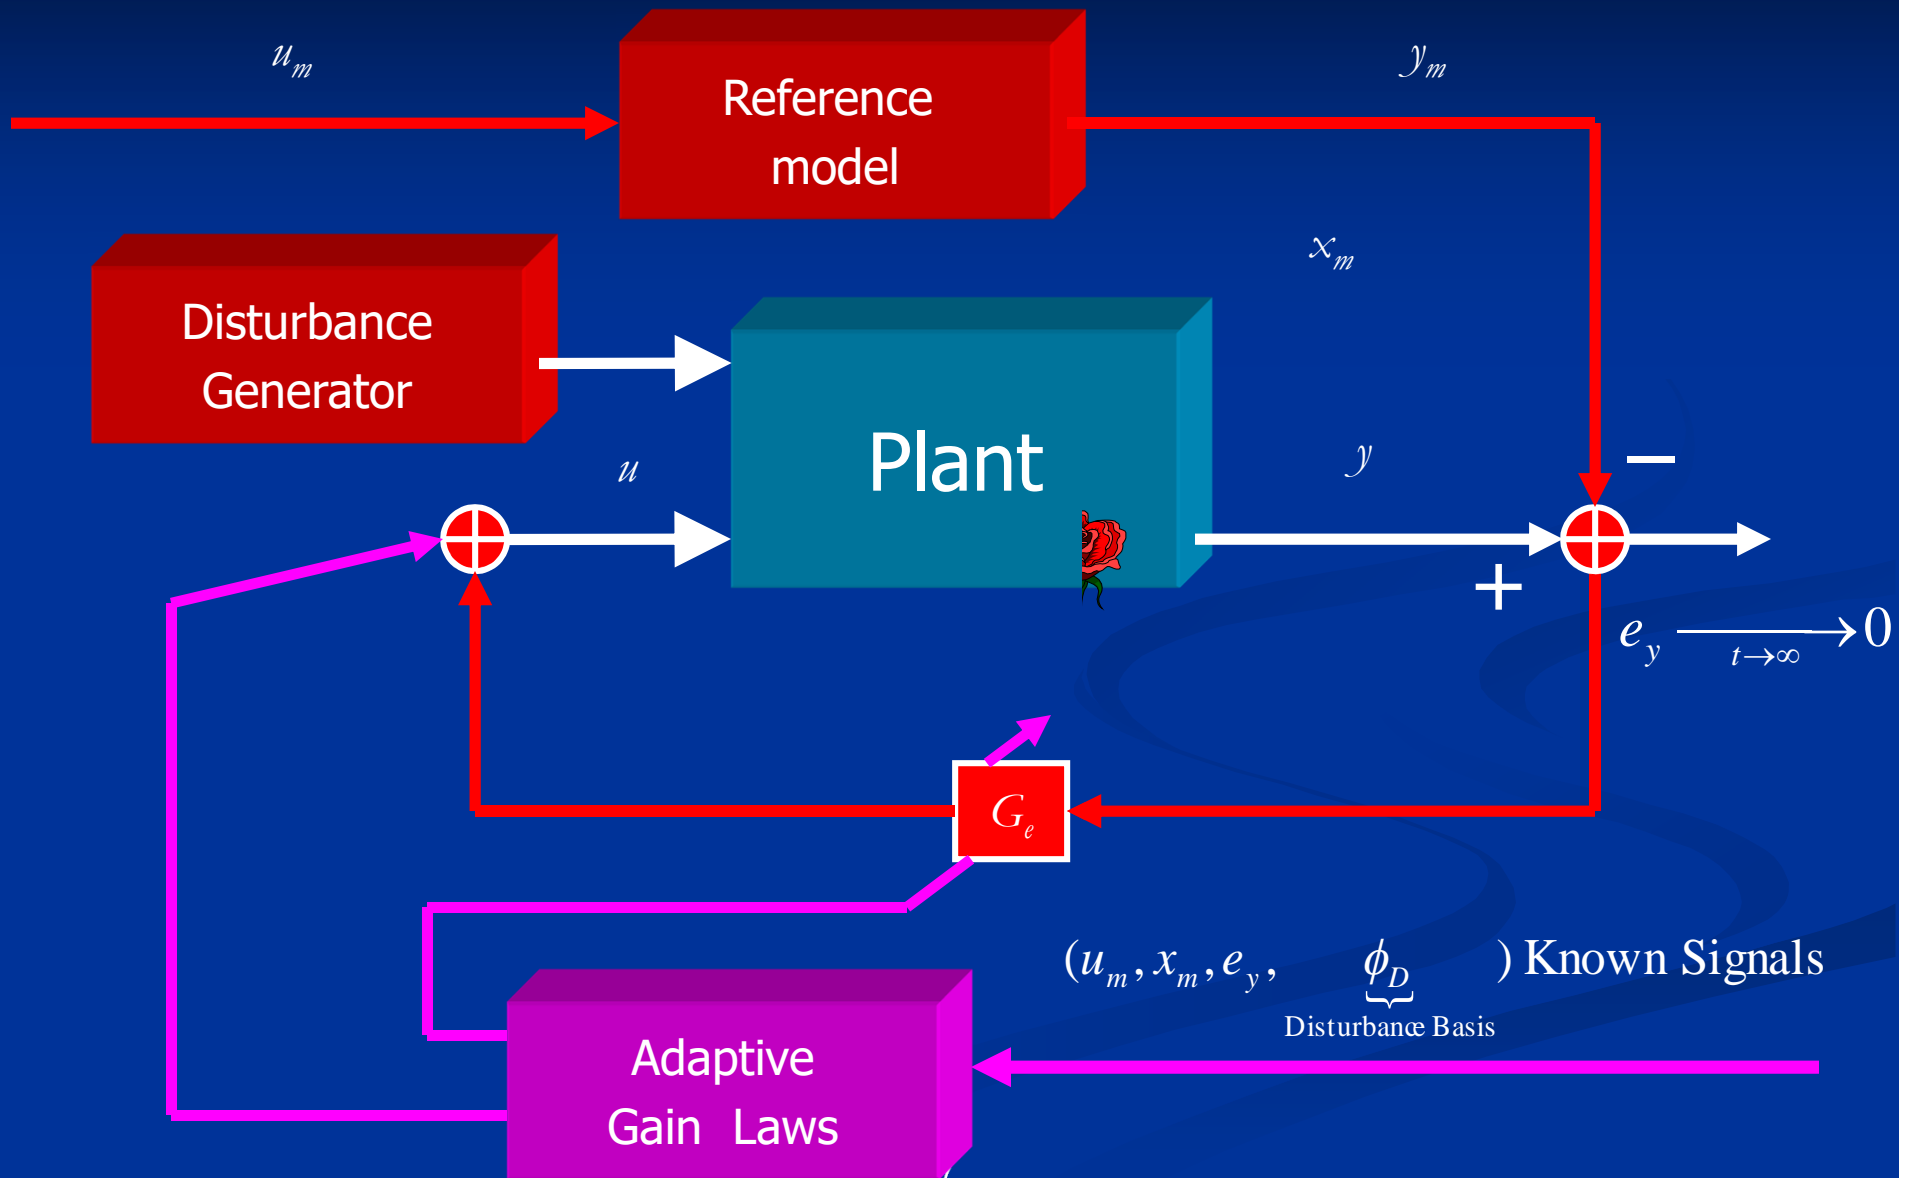 u_m
Reference
model
y_m
x_m
Disturbance
Generator
Plant
u
y
−
+
e_y ⟶ 0
t→∞
G_e
(u_m, x_m, e_y, ϕ_D ) Known Signals
Disturbance Basis
Adaptive
Gain Laws